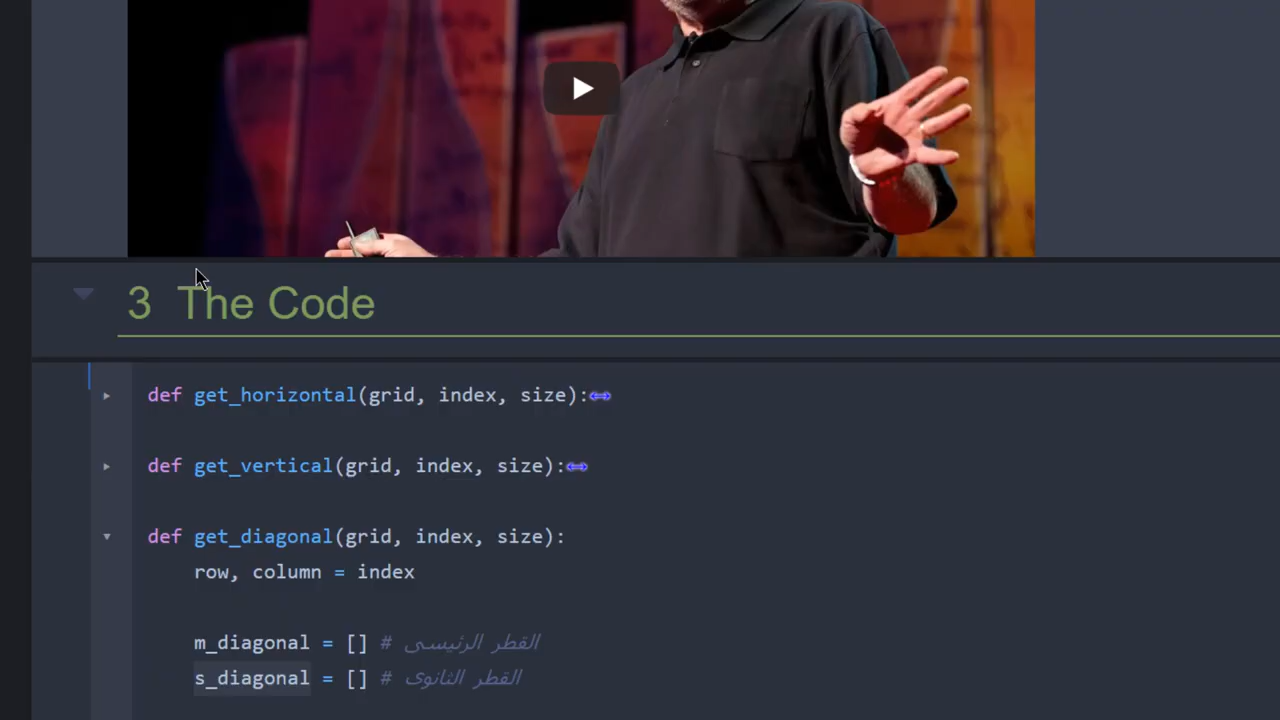 3 The Code
def get_horizontal(grid, index, size):
def get_vertical(grid, index, size):
def get_diagonal(grid, index, size):
row, column = index
m_diagonal = [] # القطر الرئيسى
s_diagonal = [] # القطر الثانوى